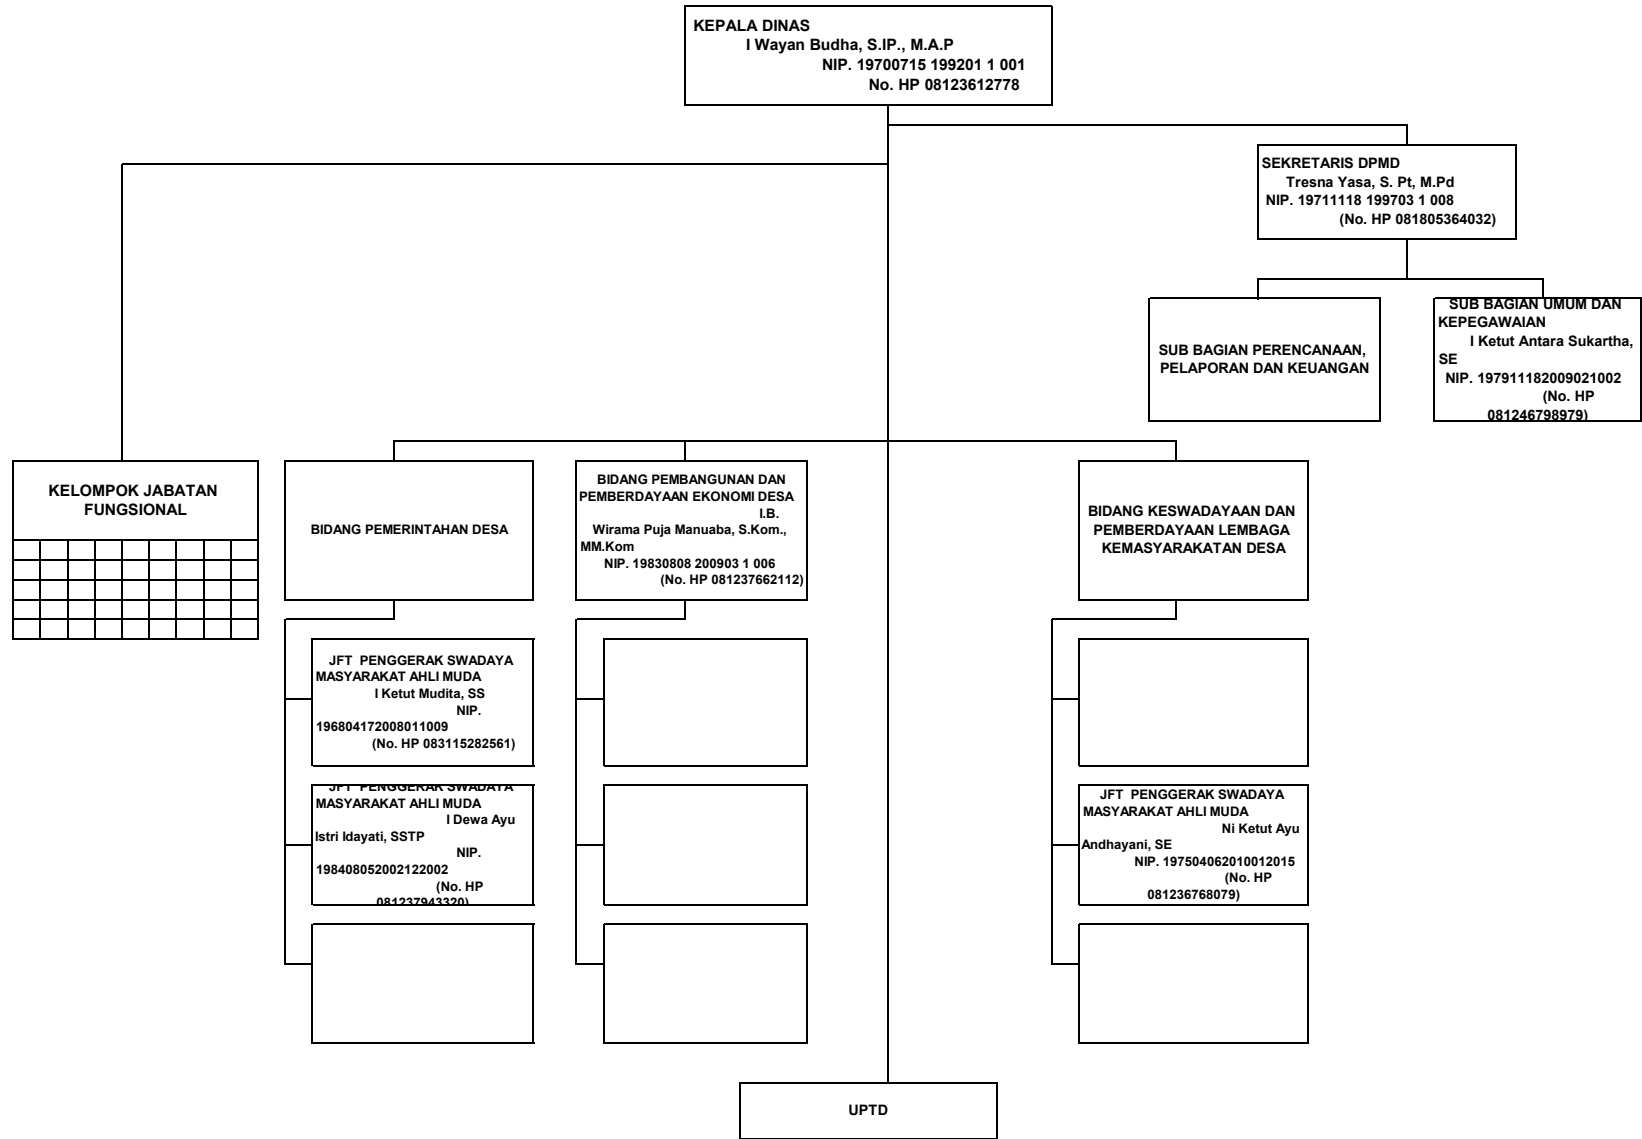 KEPALA DINAS
I Wayan Budha, S.IP., M.A.P
NIP. 19700715 199201 1 001
No. HP 08123612778
SEKRETARIS DPMD
Tresna Yasa, S. Pt, M.Pd
NIP. 19711118 199703 1 008
(No. HP 081805364032)
SUB BAGIAN PERENCANAAN,
PELAPORAN DAN KEUANGAN
SUB BAGIAN UMUM DAN
KEPEGAWAIAN
I Ketut Antara Sukartha,
SE
NIP. 197911182009021002
(No. HP
081246798979)
KELOMPOK JABATAN
FUNGSIONAL
BIDANG PEMERINTAHAN DESA
BIDANG PEMBANGUNAN DAN
PEMBERDAYAAN EKONOMI DESA
I.B.
Wirama Puja Manuaba, S.Kom.,
MM.Kom
NIP. 19830808 200903 1 006
(No. HP 081237662112)
BIDANG KESWADAYAAN DAN
PEMBERDAYAAN LEMBAGA
KEMASYARAKATAN DESA
JFT PENGGERAK SWADAYA
MASYARAKAT AHLI MUDA
I Ketut Mudita, SS
NIP.
196804172008011009
(No. HP 083115282561)
JFT PENGGERAK SWADAYA
MASYARAKAT AHLI MUDA
I Dewa Ayu
Istri Idayati, SSTP
NIP.
198408052002122002
(No. HP
081237943320)
JFT PENGGERAK SWADAYA
MASYARAKAT AHLI MUDA
Ni Ketut Ayu
Andhayani, SE
NIP. 197504062010012015
(No. HP
081236768079)
UPTD